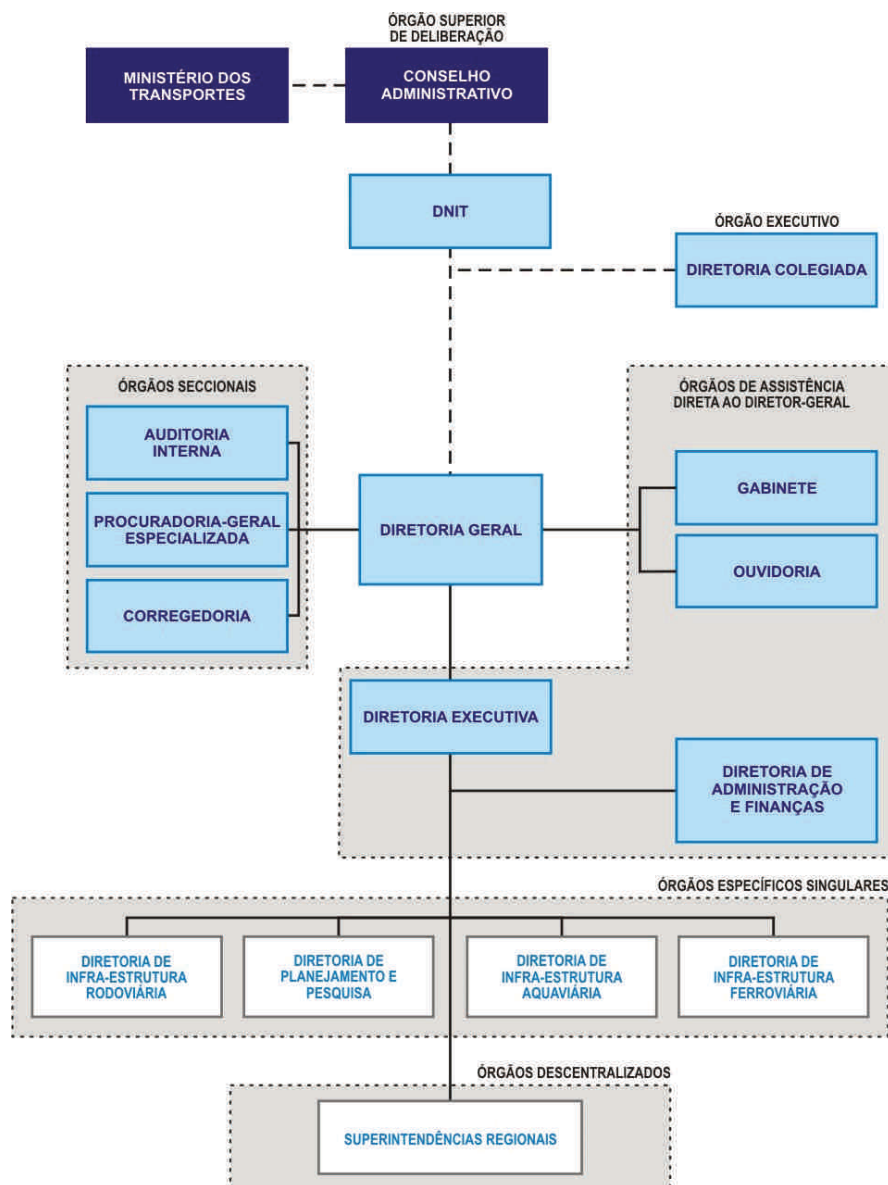 ÓRGÃO SUPERIOR
DE DELIBERAÇÃO
MINISTÉRIO DOS
TRANSPORTES
CONSELHO
ADMINISTRATIVO
DNIT
ÓRGÃO EXECUTIVO
DIRETORIA COLEGIADA
ÓRGÃOS SECCIONAIS
AUDITORIA
INTERNA
PROCURADORIA-GERAL
ESPECIALIZADA
CORREGEDORIA
DIRETORIA GERAL
ÓRGÃOS DE ASSISTÊNCIA
DIRETA AO DIRETOR-GERAL
GABINETE
OUVIDORIA
DIRETORIA EXECUTIVA
DIRETORIA DE
ADMINISTRAÇÃO
E FINANÇAS
ÓRGÃOS ESPECÍFICOS SINGULARES
DIRETORIA DE
INFRA-ESTRUTURA
RODOVIÁRIA
DIRETORIA DE
PLANEJAMENTO E
PESQUISA
DIRETORIA DE
INFRA-ESTRUTURA
AQUAVIÁRIA
DIRETORIA DE
INFRA-ESTRUTURA
FERROVIÁRIA
ÓRGÃOS DESCENTRALIZADOS
SUPERINTENDÊNCIAS REGIONAIS